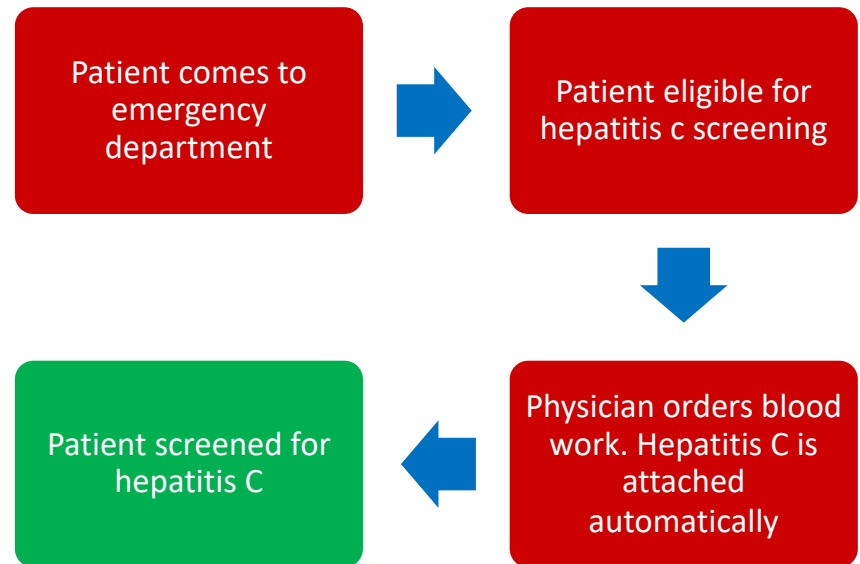 Patient comes to
emergency
department
Patient eligible for
hepatitis c screening
Physician orders blood
work. Hepatitis C is
attached
automatically
Patient screened for
hepatitis C